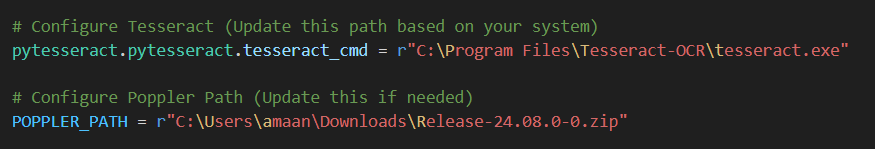 # Configure Tesseract (Update this path based on your system)
pytesseract.pytesseract.tesseract_cmd = r"C:\Program Files\Tesseract-OCR\tesseract.exe"
# Configure Poppler Path (Update this if needed)
POPPLER_PATH = r"C:\Users\amaan\Downloads\Release-24.08.0-0.zip"